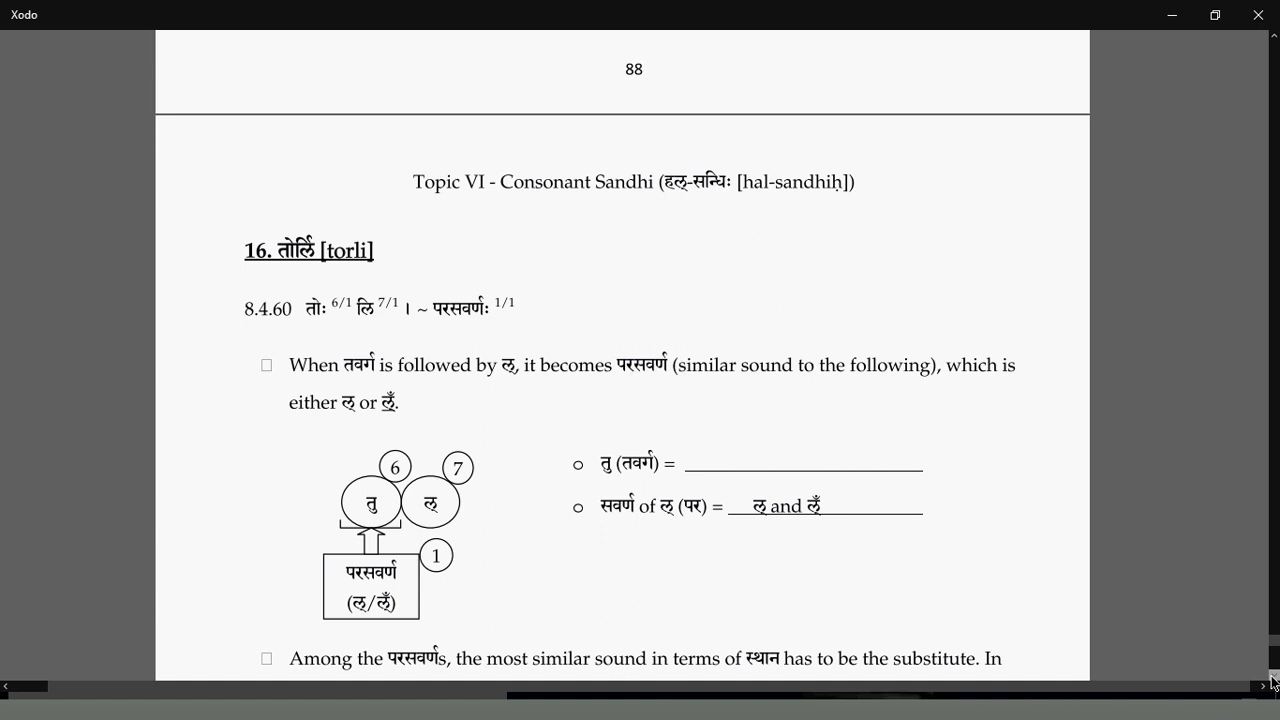 Xodo
88
Topic VI - Consonant Sandhi (हल्-सन्धिः [hal-sandhiḥ])
16. तोर्लि [torli]
8.4.60 तोः 6/1 लि 7/1 । ~ परसवर्णः 1/1
When तवर्ग is followed by ल्, it becomes परसवर्ण (similar sound to the following), which is
either ल् or ल्ँ.
6 7
तु ल्
1
परसवर्ण
(ल्/ल्ँ)
o तु (तवर्ग) = ____________
o सवर्ण of ल् (पर) = __ ल् and ल्ँ ____
Among the परसवर्णs, the most similar sound in terms of स्थान has to be the substitute. In